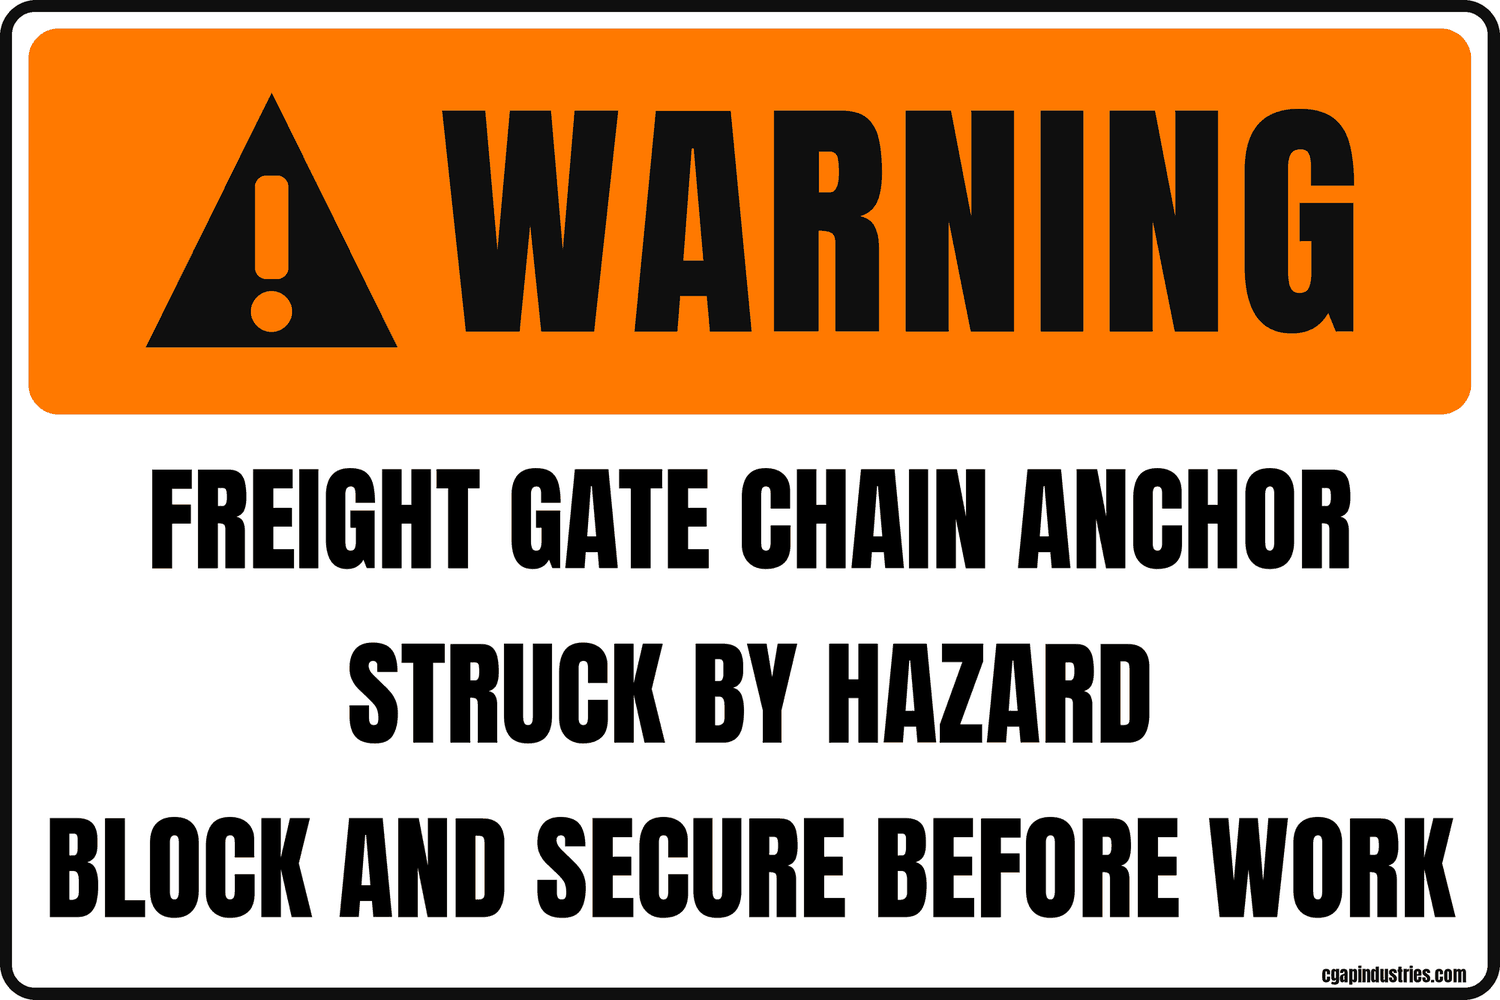 WARNING
FREIGHT GATE CHAIN ANCHOR
STRUCK BY HAZARD
BLOCK AND SECURE BEFORE WORK
cgapindustries.com